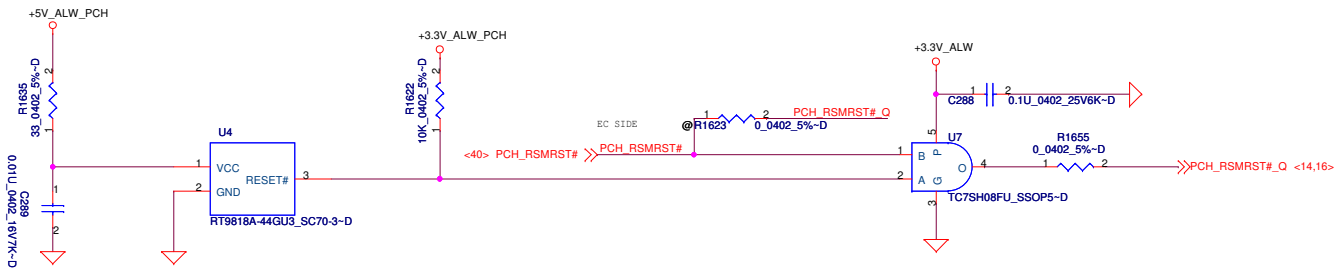 +5V_ALW_PCH
2
R1635
33_0402_5%~D
1
1
C289
0.01U_0402_16V7K~D
2
U4
1
VCC
2
GND
RESET#
3
RT9818A-44GU3_SC70-3~D
+3.3V_ALW_PCH
2
R1622
10K_0402_5%~D
1
EC SIDE
<40> PCH_RSMRST#
PCH_RSMRST#
@R1623
1
2
PCH_RSMRST#_Q
0_0402_5%~D
+3.3V_ALW
C288
1
2
0.1U_0402_25V6K~D
5
U7
1
B
P
2
A
G
O
4
3
TC7SH08FU_SSOP5~D
R1655
0_0402_5%~D
1
2
PCH_RSMRST#_Q <14,16>